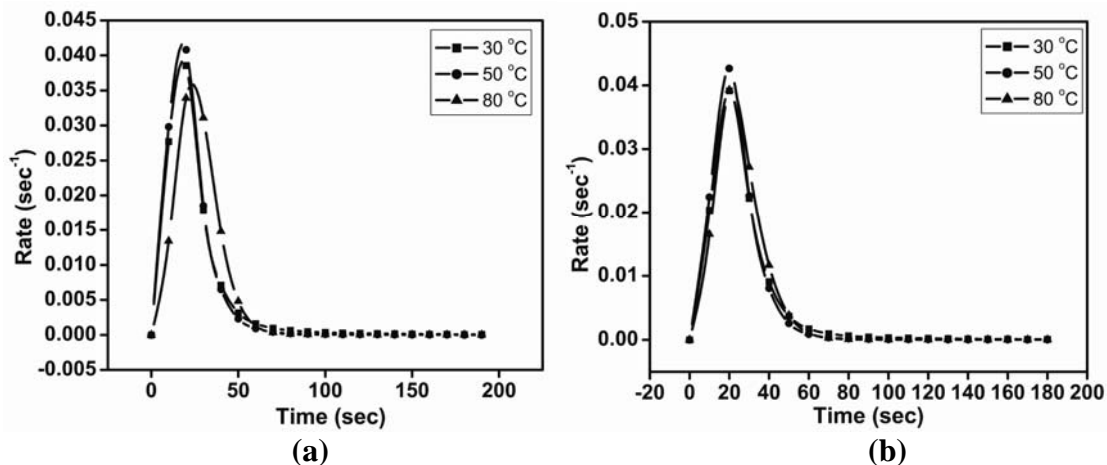 0.045
0.040
0.035
0.030
0.025
0.020
0.015
0.010
0.005
0.000
-0.005
Rate (sec-1)
30 °C
50 °C
80 °C
0 50 100 150 200
Time (sec)
(a)
0.05
0.04
0.03
0.02
0.01
0.00
Rate (sec-1)
30 °C
50 °C
80 °C
-20 0 20 40 60 80 100 120 140 160 180 200
Time (sec)
(b)